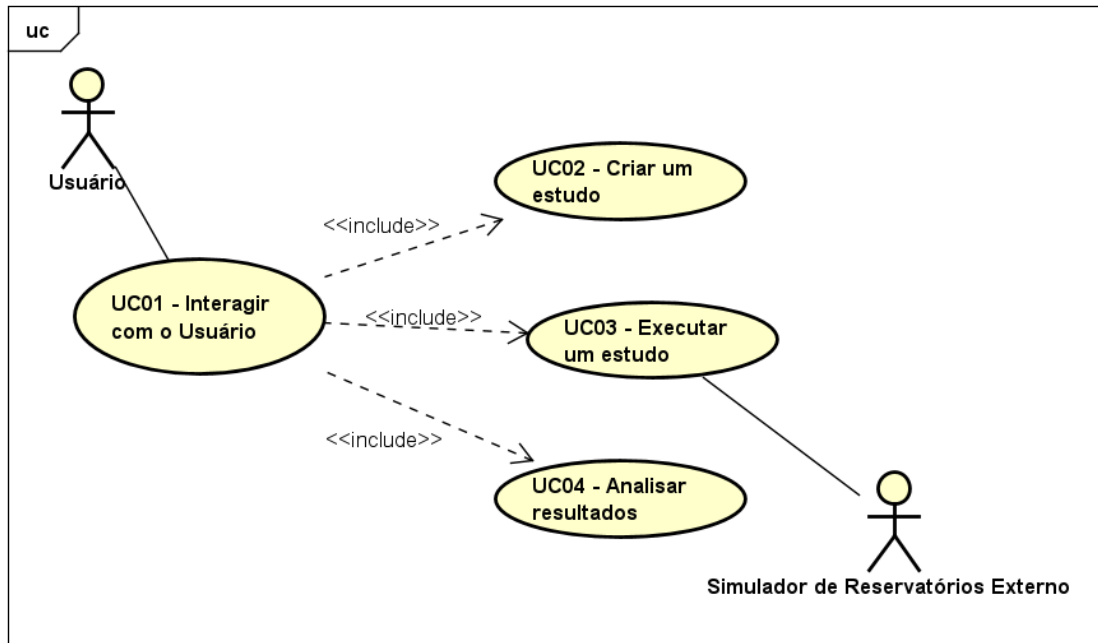 uc
Usuário
UC02 - Criar um
estudo
<<include>>
UC01 - Interagir
com o Usuário
<<include>>
UC03 - Executar
um estudo
<<include>>
UC04 - Analisar
resultados
Simulador de Reservatórios Externo